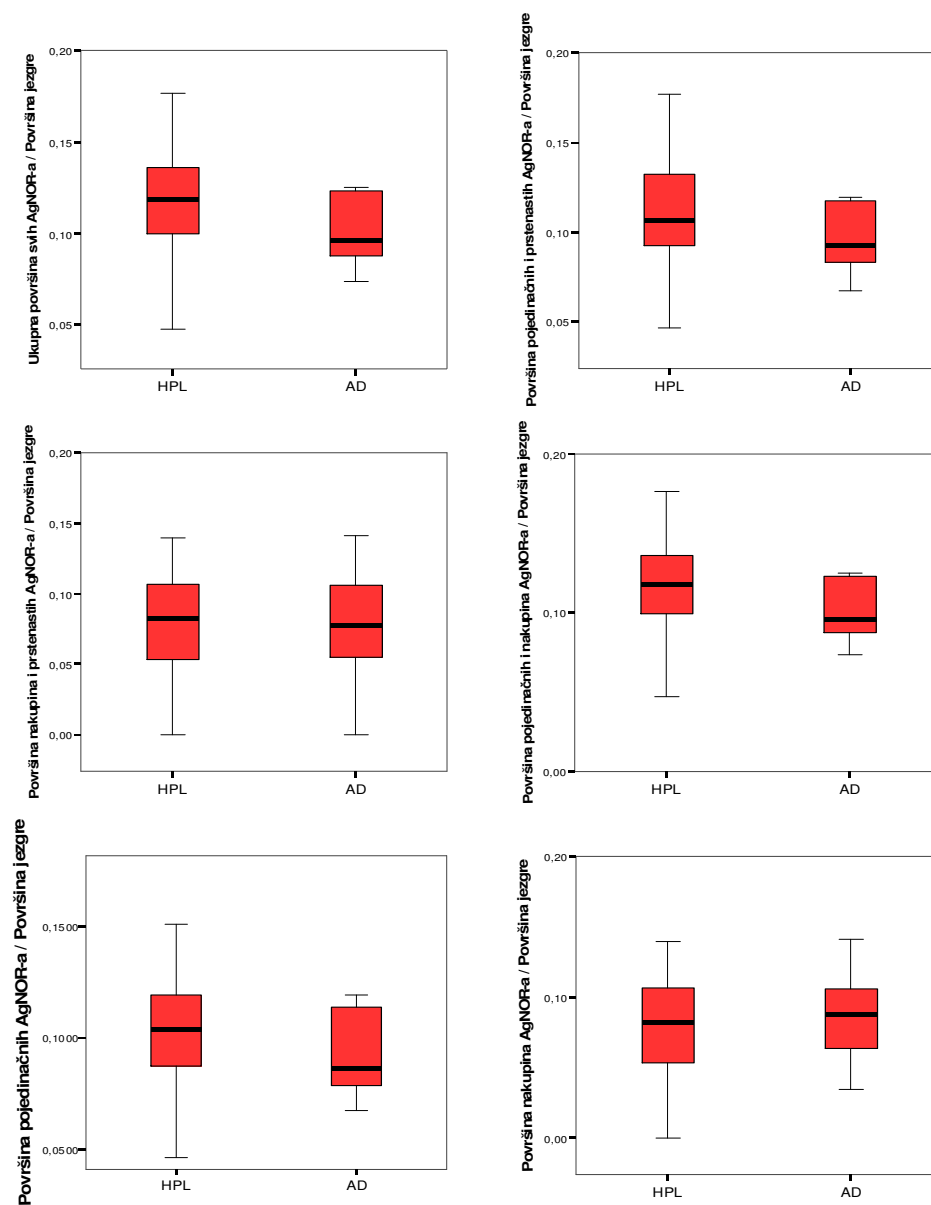 Ukupna površina svih AgNOR-a / Površina jezgre
0,20
0,15
0,10
0,05
HPL
AD
Površina pojedinačnih i prstenastih AgNOR-a / Površina jezgre
0,20
0,15
0,10
0,05
HPL
AD
Površina nakupina i prstenastih AgNOR-a / Površina jezgre
0,20
0,15
0,10
0,05
0,00
HPL
AD
Površina pojedinačnih i nakupina AgNOR-a / Površina jezgre
0,20
0,10
0,00
HPL
AD
Površina pojedinačnih AgNOR-a / Površina jezgre
0,1500
0,1000
0,0500
HPL
AD
Površina nakupina AgNOR-a / Površina jezgre
0,20
0,10
0,00
HPL
AD